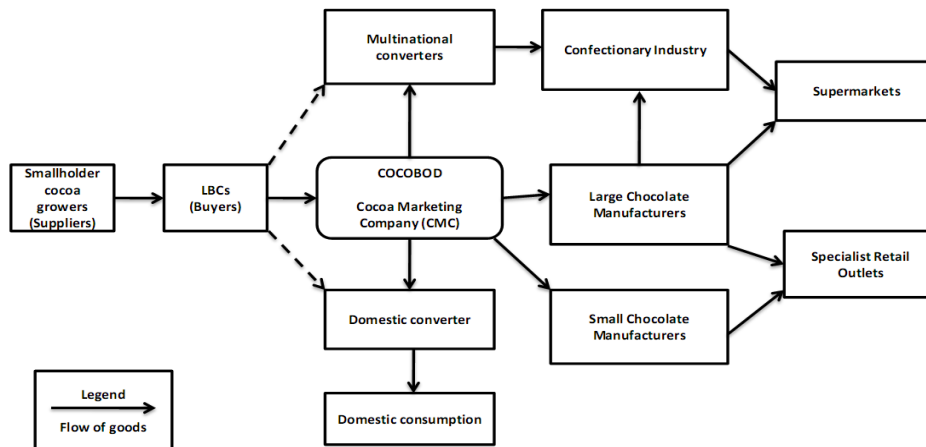 Multinational
converters
Confectionary Industry
Supermarkets
Smallholder
cocoa
growers
(Suppliers)
LBCs
(Buyers)
COCOBOD
Cocoa Marketing
Company (CMC)
Large Chocolate
Manufacturers
Specialist Retail
Outlets
Domestic converter
Small Chocolate
Manufacturers
Domestic consumption
Legend
Flow of goods